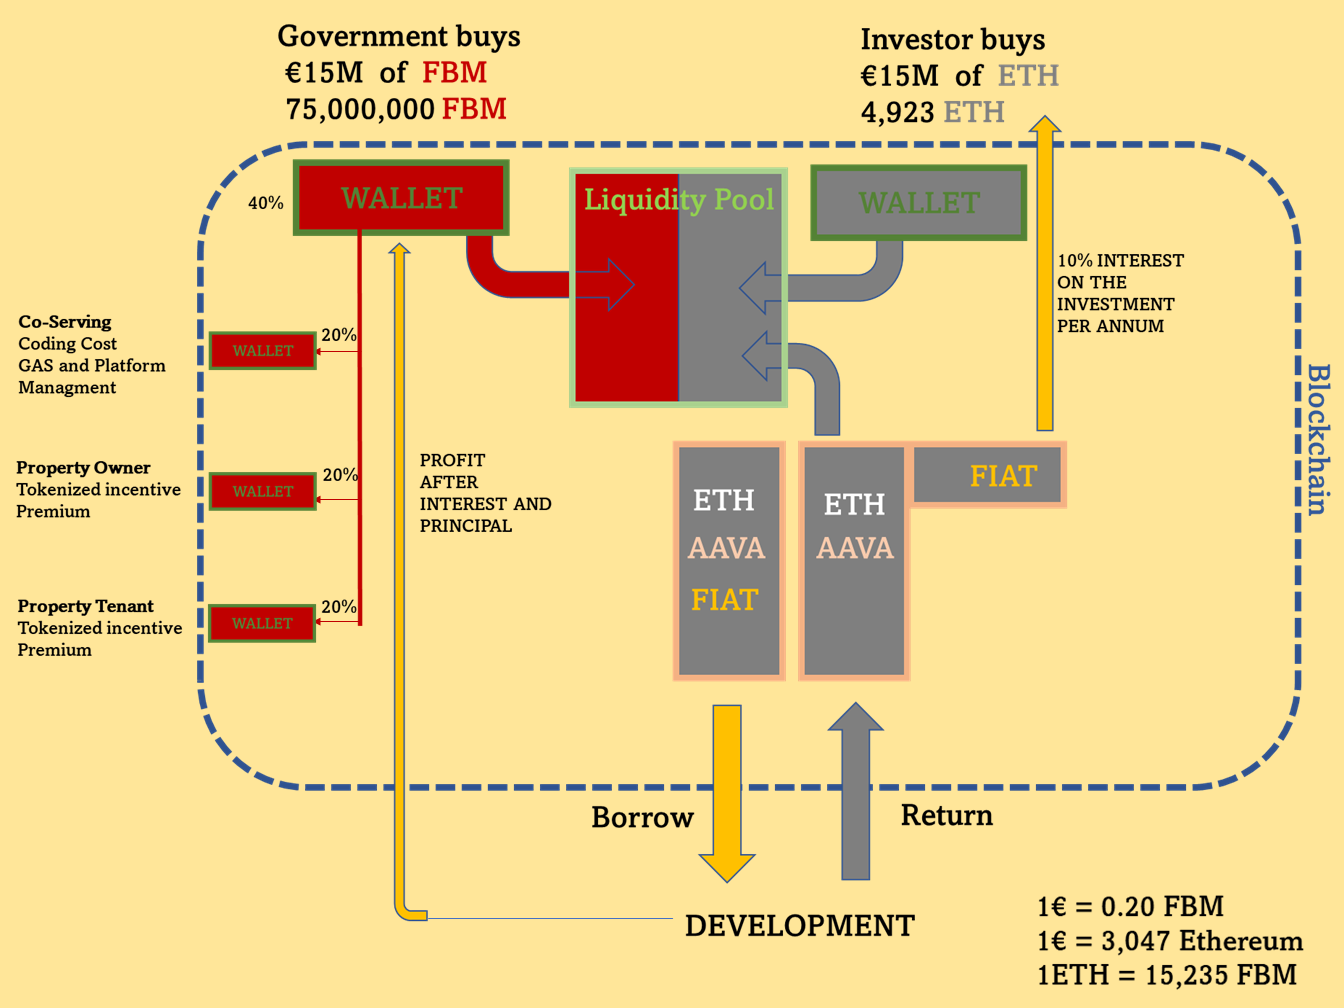 Government buys
€15M of FBM
75,000,000 FBM
Investor buys
€15M of ETH
4,923 ETH
40%
WALLET
Liquidity Pool
WALLET
10% INTEREST
ON THE
INVESTMENT
PER ANNUM
Co-Serving
Coding Cost
GAS and Platform
Managment
20%
WALLET
Blockchain
Property Owner
Tokenized incentive
Premium
20%
WALLET
PROFIT
AFTER
INTEREST AND
PRINCIPAL
ETH
AAVA
FIAT
ETH
AAVA
FIAT
Property Tenant
Tokenized incentive
Premium
20%
WALLET
Borrow
Return
DEVELOPMENT
1€ = 0.20 FBM
1€ = 3,047 Ethereum
1ETH = 15,235 FBM